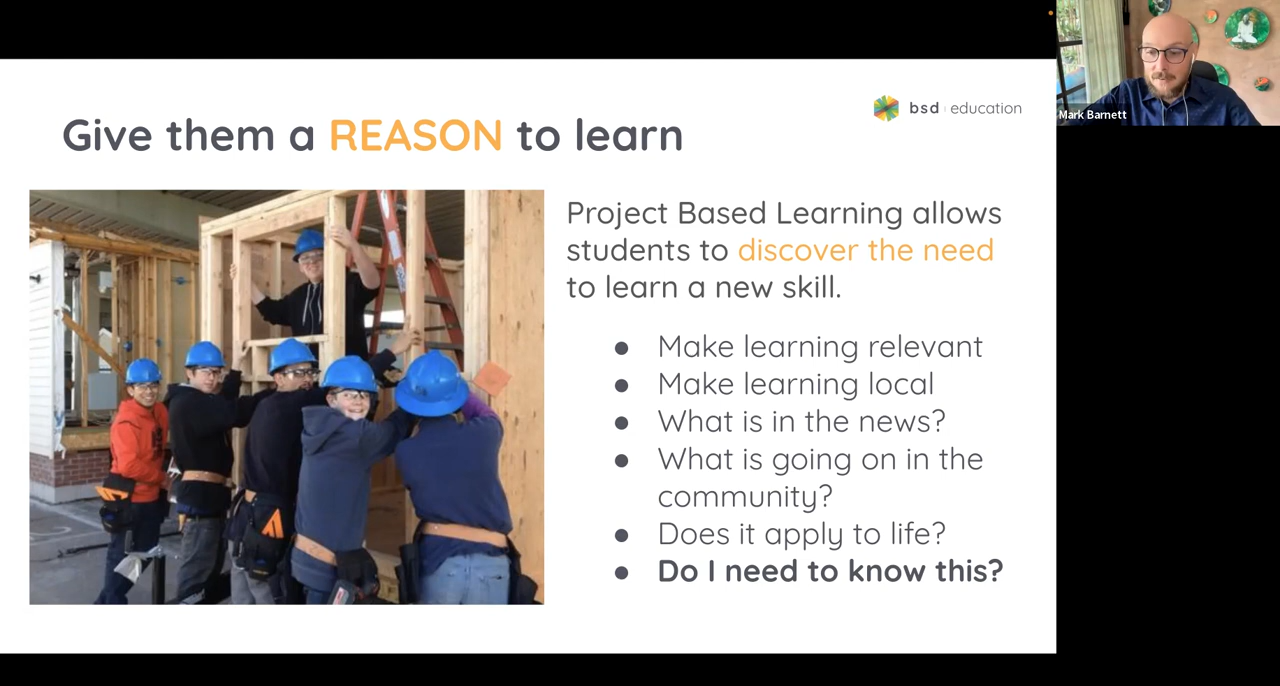 bsd education
Give them a REASON to learn
Mark Barnett
Project Based Learning allows
students to discover the need
to learn a new skill.
● Make learning relevant
● Make learning local
● What is in the news?
● What is going on in the
community?
● Does it apply to life?
● Do I need to know this?